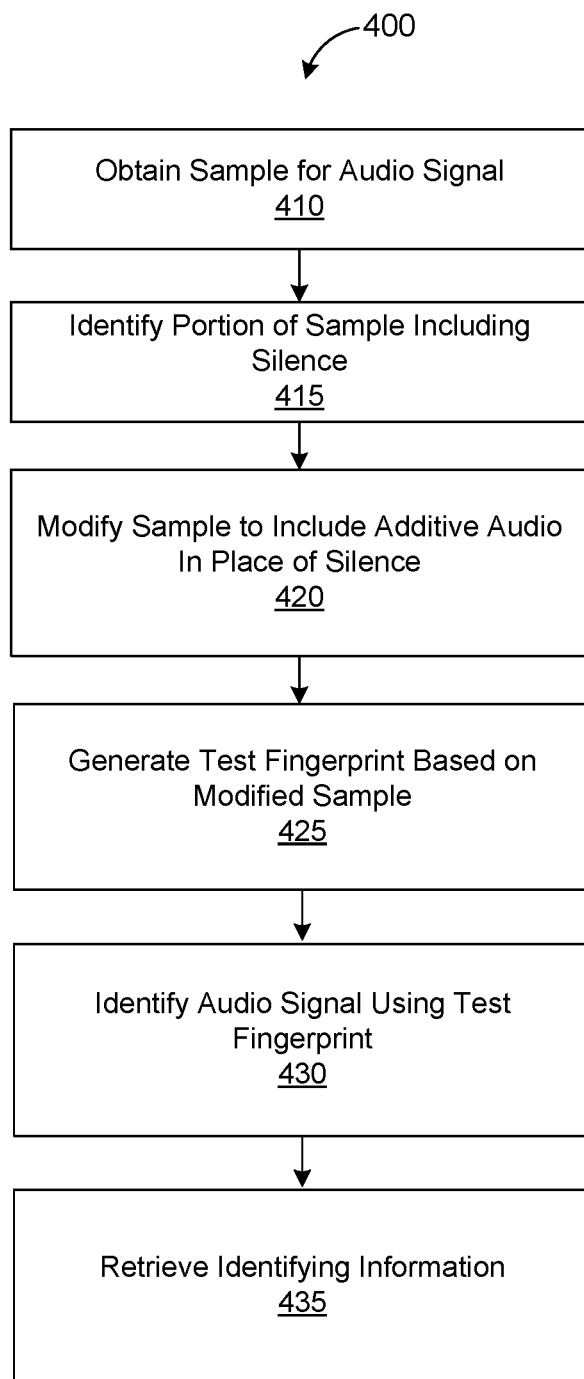 400
Obtain Sample for Audio Signal
410
Identify Portion of Sample Including
Silence
415
Modify Sample to Include Additive Audio
In Place of Silence
420
Generate Test Fingerprint Based on
Modified Sample
425
Identify Audio Signal Using Test
Fingerprint
430
Retrieve Identifying Information
435